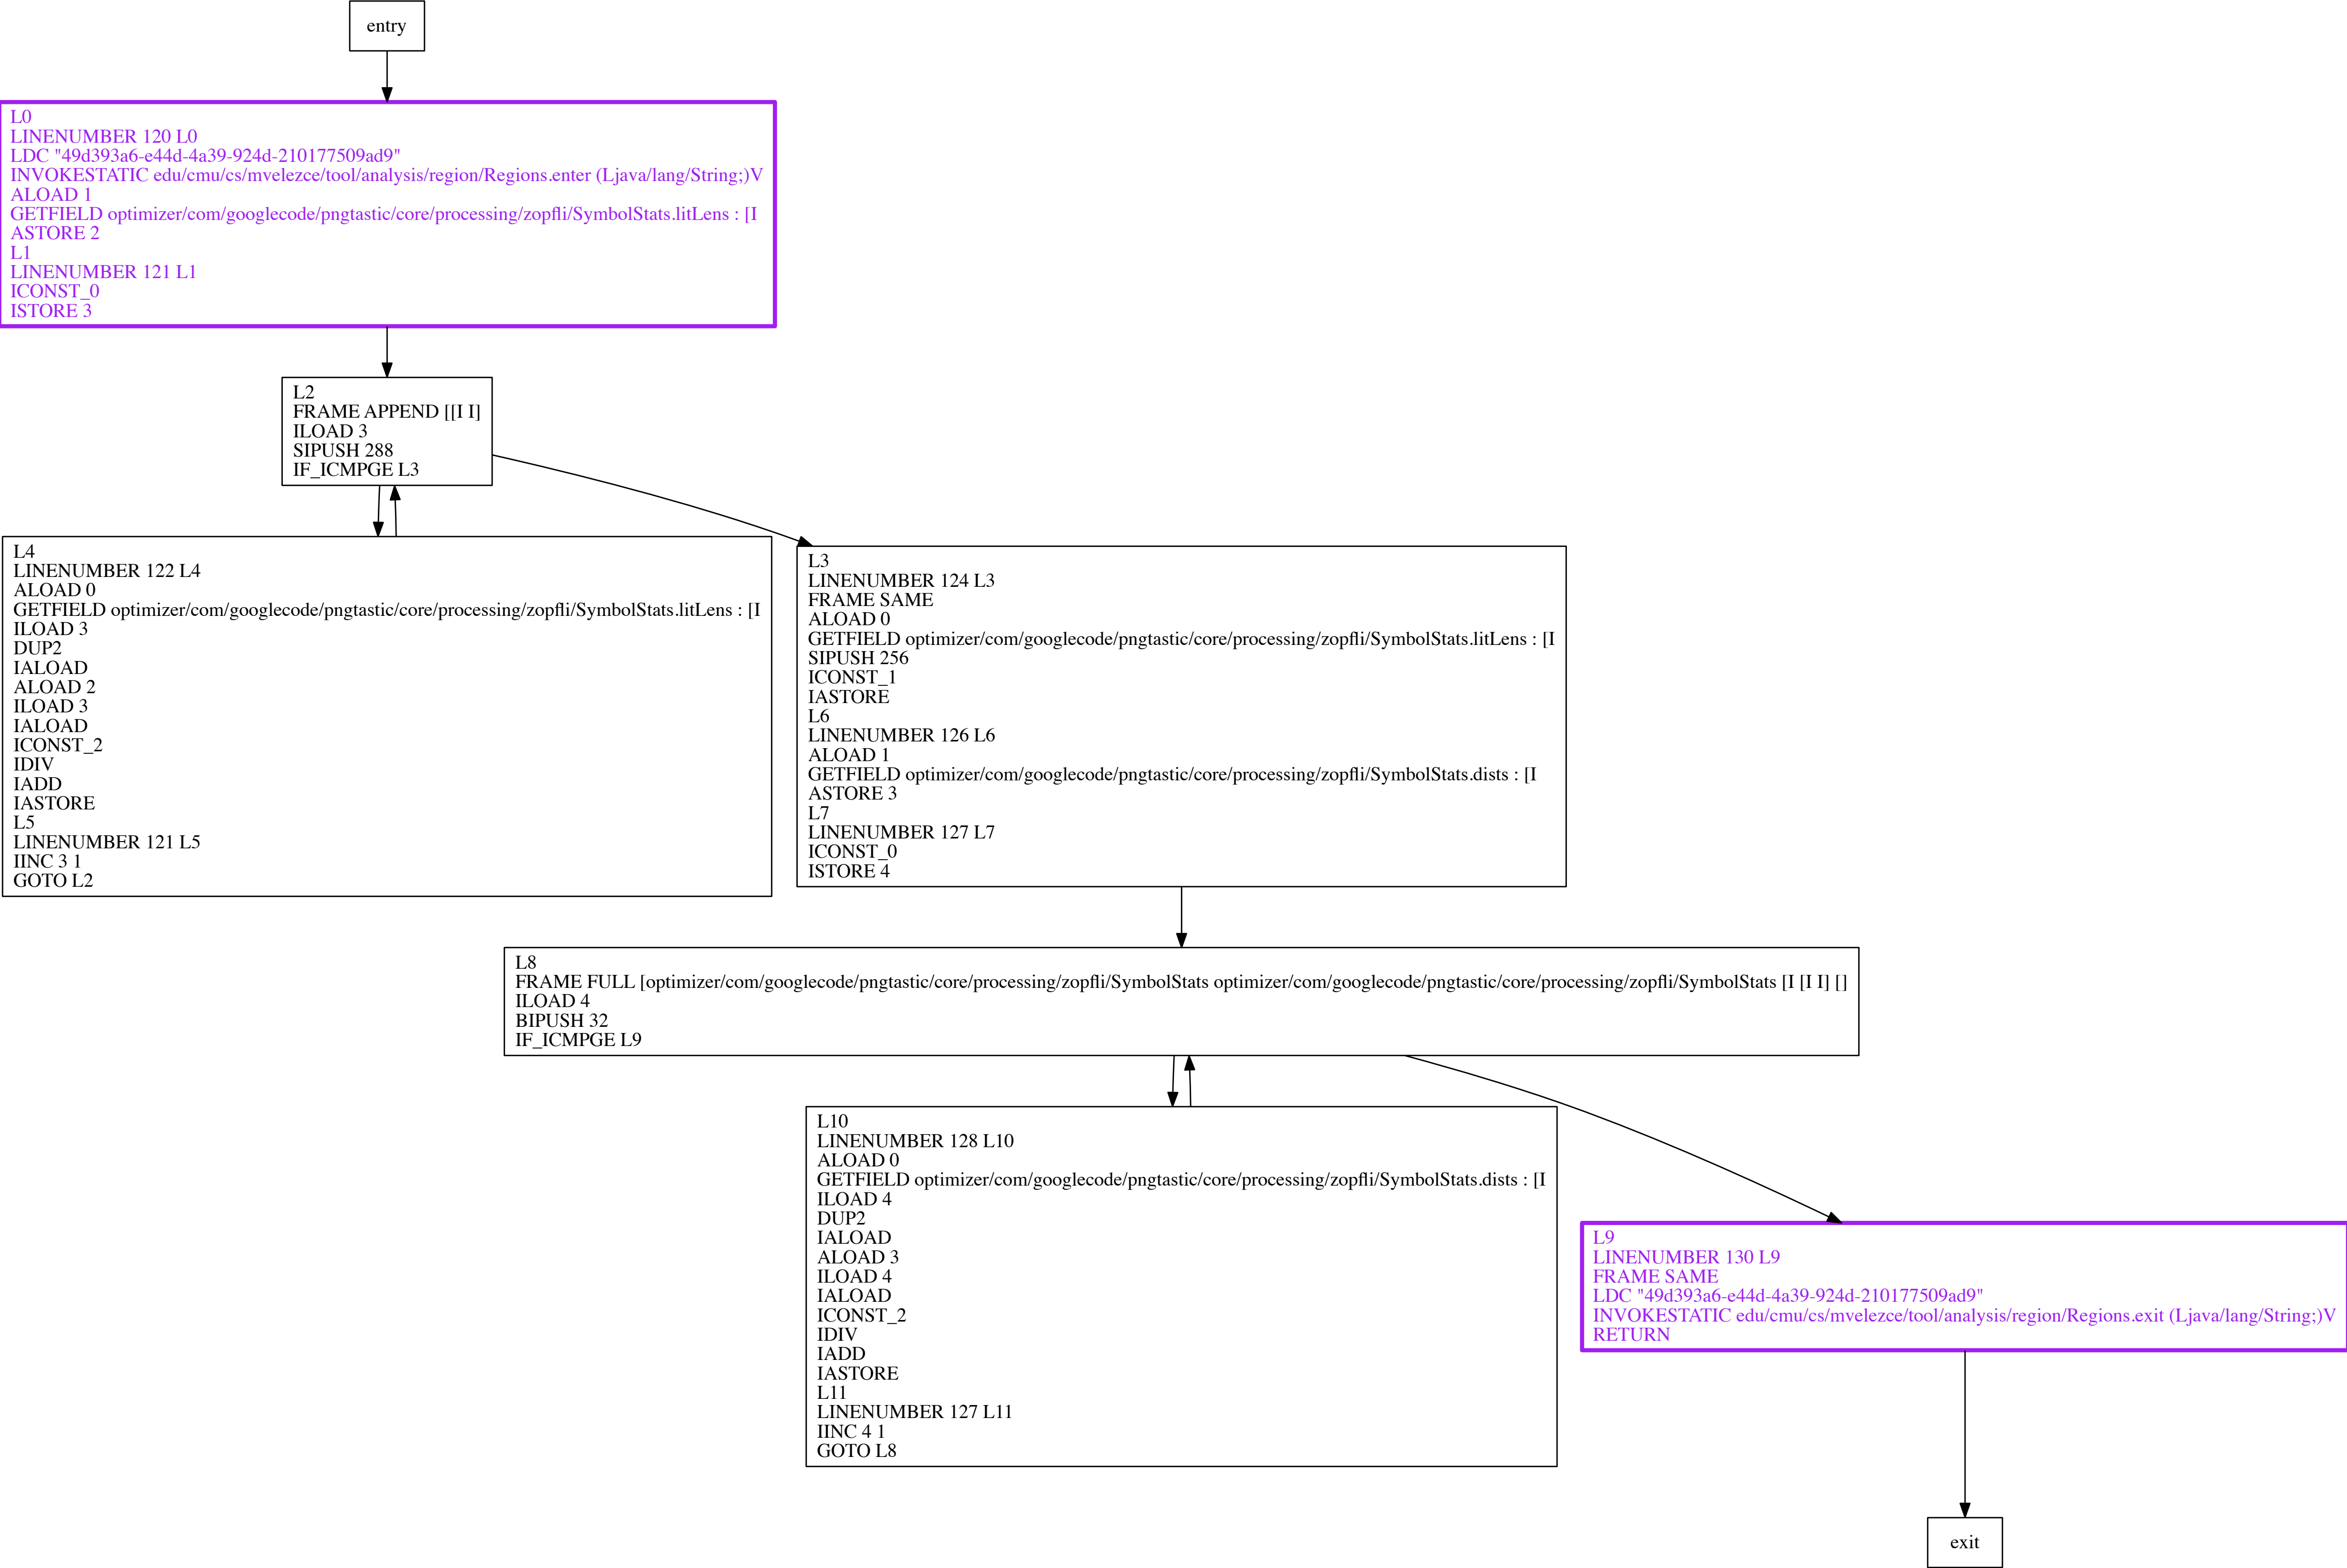 entry
L0
LINENUMBER 120 L0
LDC "49d393a6-e44d-4a39-924d-210177509ad9"
INVOKESTATIC edu/cmu/cs/mvelezce/tool/analysis/region/Regions.enter (Ljava/lang/String;)V
ALOAD 1
GETFIELD optimizer/com/googlecode/pngtastic/core/processing/zopfli/SymbolStats.litLens : [I
ASTORE 2
L1
LINENUMBER 121 L1
ICONST_0
ISTORE 3
L2
FRAME APPEND [[I I]
ILOAD 3
SIPUSH 288
IF_ICMPGE L3
L4
LINENUMBER 122 L4
ALOAD 0
GETFIELD optimizer/com/googlecode/pngtastic/core/processing/zopfli/SymbolStats.litLens : [I
ILOAD 3
DUP2
IALOAD
ALOAD 2
ILOAD 3
IALOAD
ICONST_2
IDIV
IADD
IASTORE
L5
LINENUMBER 121 L5
IINC 3 1
GOTO L2
L3
LINENUMBER 124 L3
FRAME SAME
ALOAD 0
GETFIELD optimizer/com/googlecode/pngtastic/core/processing/zopfli/SymbolStats.litLens : [I
SIPUSH 256
ICONST_1
IASTORE
L6
LINENUMBER 126 L6
ALOAD 1
GETFIELD optimizer/com/googlecode/pngtastic/core/processing/zopfli/SymbolStats.dists : [I
ASTORE 3
L7
LINENUMBER 127 L7
ICONST_0
ISTORE 4
L8
FRAME FULL [optimizer/com/googlecode/pngtastic/core/processing/zopfli/SymbolStats optimizer/com/googlecode/pngtastic/core/processing/zopfli/SymbolStats [I [I I] []
ILOAD 4
BIPUSH 32
IF_ICMPGE L9
L10
LINENUMBER 128 L10
ALOAD 0
GETFIELD optimizer/com/googlecode/pngtastic/core/processing/zopfli/SymbolStats.dists : [I
ILOAD 4
DUP2
IALOAD
ALOAD 3
ILOAD 4
IALOAD
ICONST_2
IDIV
IADD
IASTORE
L11
LINENUMBER 127 L11
IINC 4 1
GOTO L8
L9
LINENUMBER 130 L9
FRAME SAME
LDC "49d393a6-e44d-4a39-924d-210177509ad9"
INVOKESTATIC edu/cmu/cs/mvelezce/tool/analysis/region/Regions.exit (Ljava/lang/String;)V
RETURN
exit